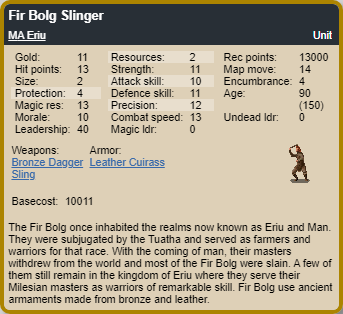 Fir Bolg Slinger
MA Eriu Unit
Gold: 11 Resources: 2 Rec points: 13000
Hit points: 13 Strength: 11 Map move: 14
Size: 2 Attack skill: 10 Encumbrance: 4
Protection: 4 Defence skill: 11 Age: 90
Magic res: 13 Precision: 12 (150)
Morale: 10 Combat speed: 13 Undead ldr: 0
Leadership: 40 Magic ldr: 0
Weapons: Armor:
Bronze Dagger Leather Cuirass
Sling
Basecost: 10011
The Fir Bolg once inhabited the realms now known as Eriu and Man.
They were subjugated by the Tuatha and served as farmers and
warriors for that race. With the coming of man, their masters
withdrew from the world and most of the Fir Bolg were slain. A few of
them still remain in the kingdom of Eriu where they serve their
Milesian masters as warriors of remarkable skill. Fir Bolg use ancient
armaments made from bronze and leather.